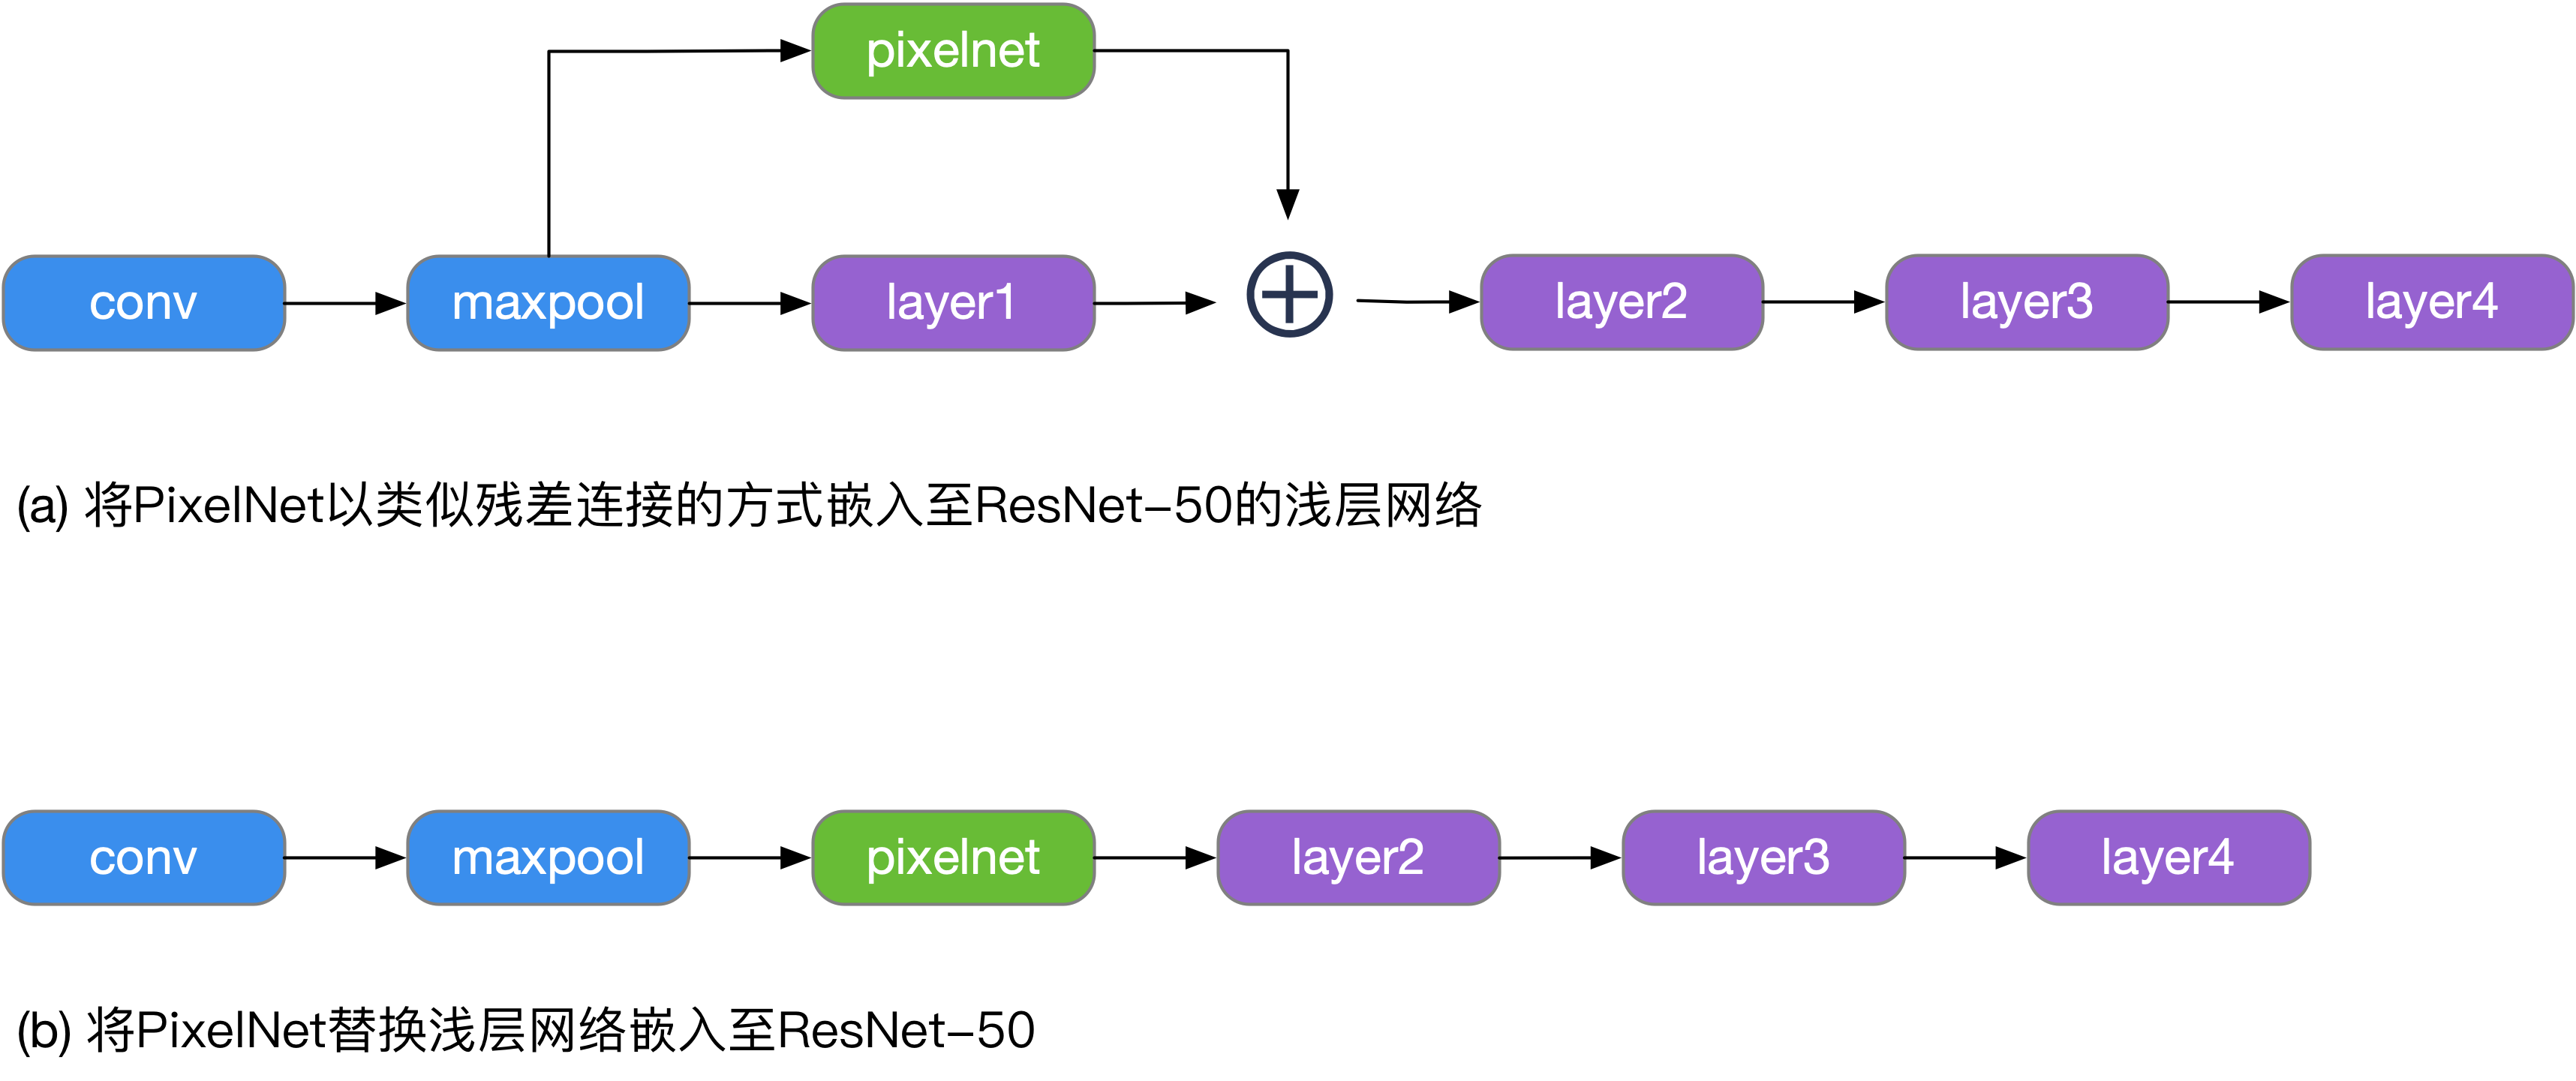 pixelnet
conv maxpool layer1 layer2 layer3 layer4
(a) 将PixelNet以类似残差连接的方式嵌入至ResNet-50的浅层网络
conv maxpool pixelnet layer2 layer3 layer4
(b) 将PixelNet替换浅层网络嵌入至ResNet-50